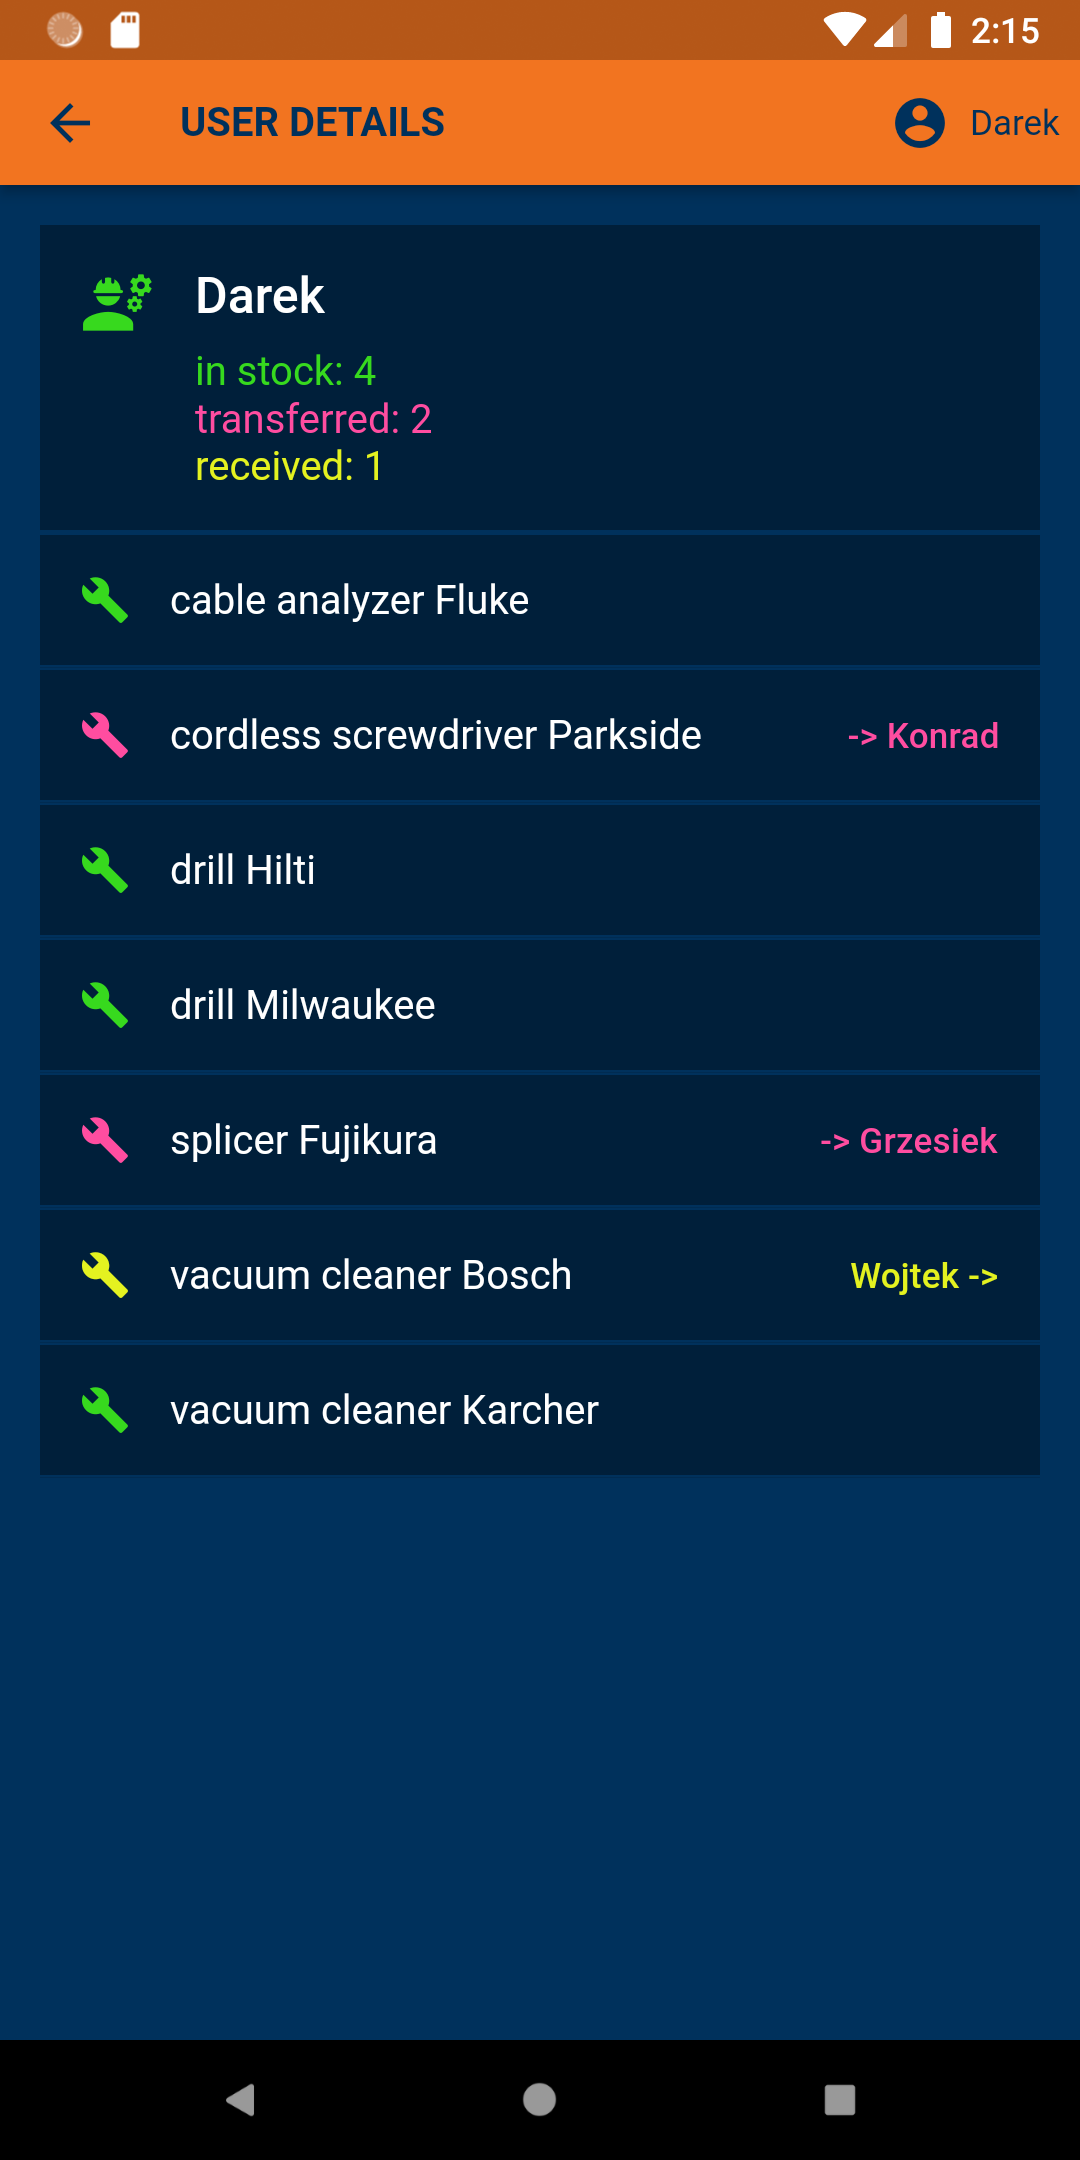 2:15
USER DETAILS
Darek
Darek
in stock: 4
transferred: 2
received: 1
cable analyzer Fluke
cordless screwdriver Parkside -> Konrad
drill Hilti
drill Milwaukee
splicer Fujikura -> Grzesiek
vacuum cleaner Bosch Wojtek ->
vacuum cleaner Karcher